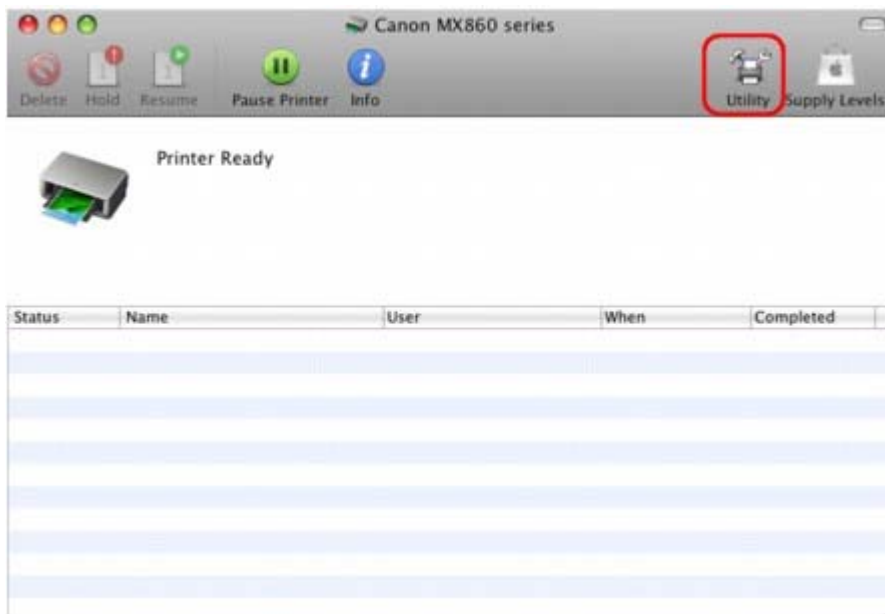 Canon MX860 series
Delete Hold Resume Pause Printer Info Utility Supply Levels
Printer Ready
Status Name User When Completed